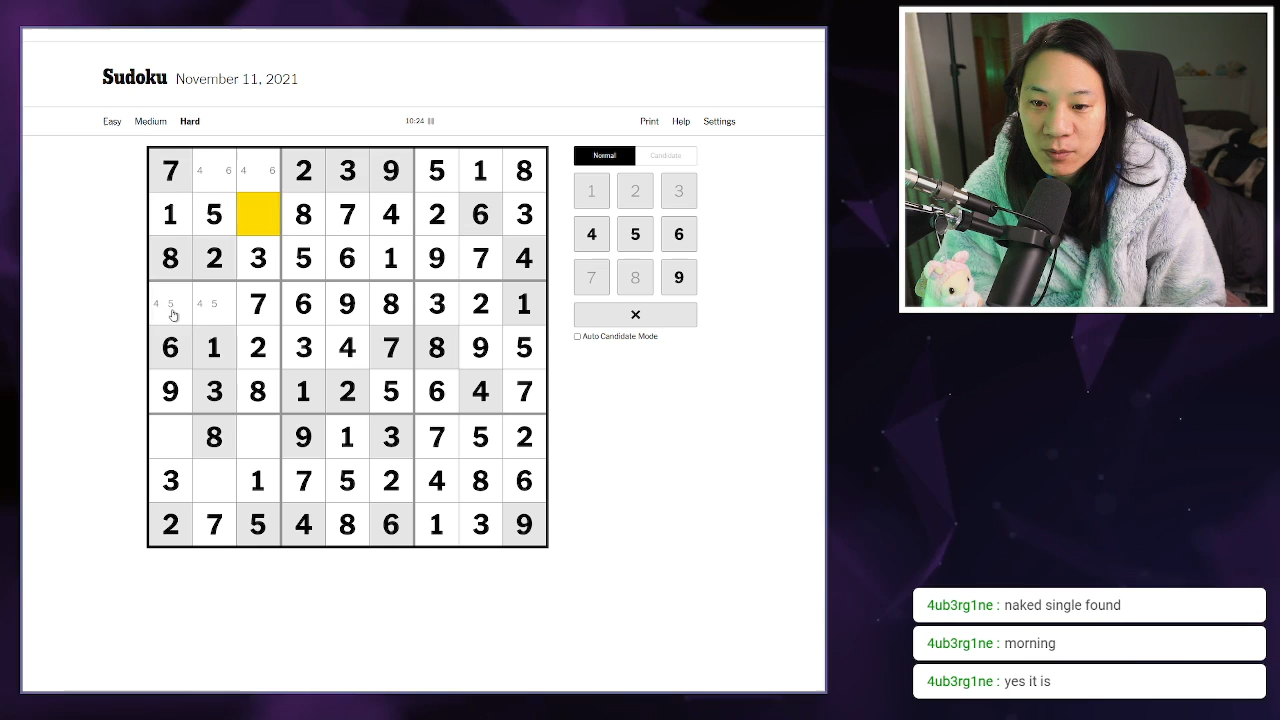 Sudoku November 11, 2021
Easy Medium Hard 10:24 Print Help Settings
Normal Candidate
7 4 6 4 6 2 3 9 5 1 8
1 5 8 7 4 2 6 3
8 2 3 5 6 1 9 7 4
4 5 4 5 7 6 9 8 3 2 1
6 1 2 3 4 7 8 9 5
9 3 8 1 2 5 6 4 7
8 9 1 3 7 5 2
3 1 7 5 2 4 8 6
2 7 5 4 8 6 1 3 9
1 2 3
4 5 6
7 8 9
×
Auto Candidate Mode
4ub3rg1ne : naked single found
4ub3rg1ne : morning
4ub3rg1ne : yes it is